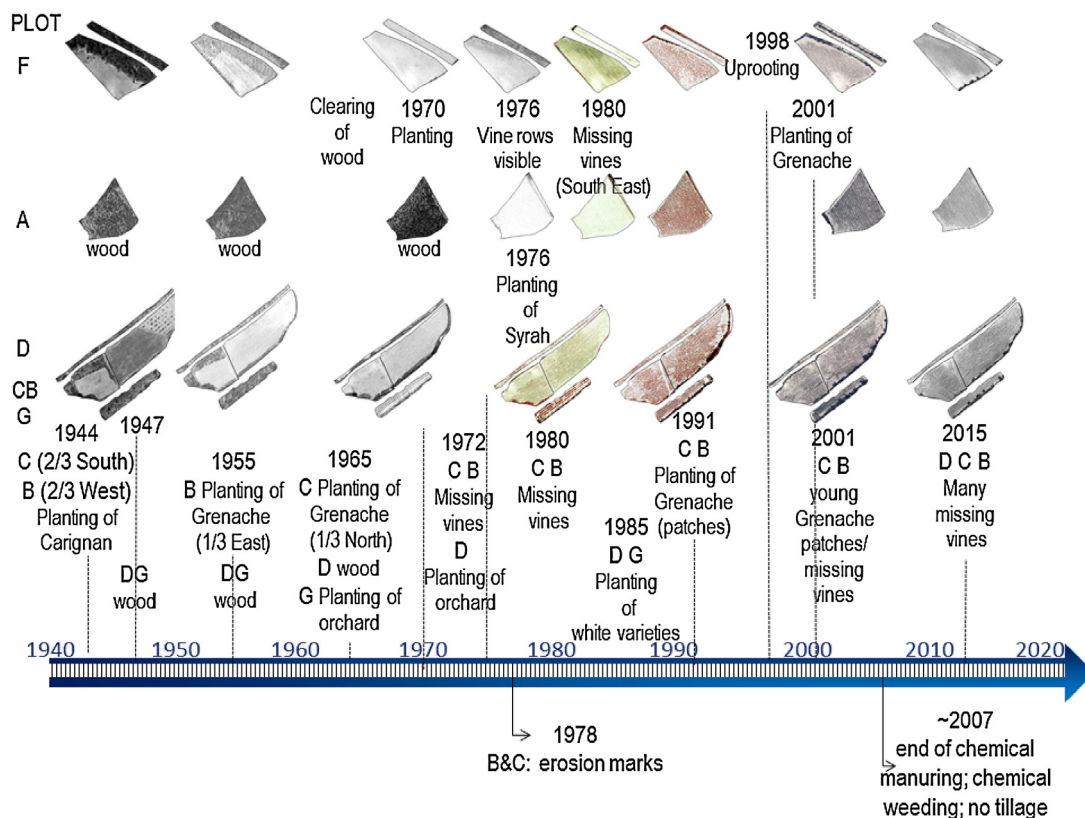 PLOT
F
Clearing
of
wood
1970
Planting
1976
Vine rows
visible
1980
Missing
vines
(South East)
1998
Uprooting
2001
Planting of
Grenache
A
wood
wood
wood
1976
Planting
of
Syrah
D
CB
G
1944
C (2/3 South)
B (2/3 West)
Planting of
Carignan
1947
DG
wood
1955
B Planting of
Grenache
(1/3 East)
DG
wood
1965
C Planting of
Grenache
(1/3 North)
D wood
G Planting of
orchard
1972
C B
Missing
vines
D
Planting of
orchard
1980
C B
Missing
vines
1985
D G
Planting
of
white varieties
1991
C B
Planting of
Grenache
(patches)
2001
C B
young
Grenache
patches/
missing
vines
2015
D C B
Many
missing
vines
1940 1950 1960 1970 1980 1990 2000 2010 2020
1978
B&C: erosion marks
~2007
end of chemical
manuring; chemical
weeding; no tillage